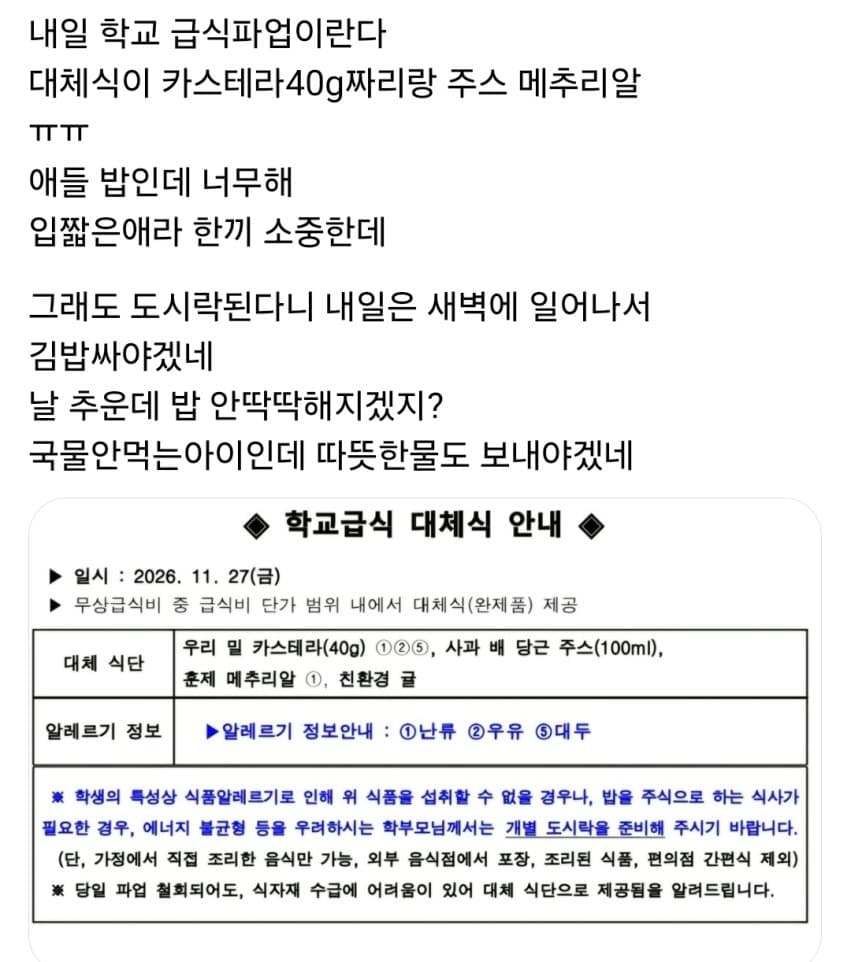 내일 학교 급식파업이란다
대체식이 카스테라40g짜리랑 주스 메추리알
ㅠㅠ
애들 밥인데 너무해
입짧은애라 한끼 소중한데
그래도 도시락된다니 내일은 새벽에 일어나서
김밥싸야겠네
날 추운데 밥 안딱딱해지겠지?
국물안먹는아이인데 따뜻한물도 보내야겠네
◈ 학교급식 대체식 안내 ◈
▶ 일시 : 2026. 11. 27(금)
▶ 무상급식비 중 급식비 단가 범위 내에서 대체식(완제품) 제공
대체 식단
우리 밀 카스테라(40g) ①②⑤, 사과 배 당근 주스(100ml),
훈제 메추리알 ①, 친환경 귤
알레르기 정보
▶알레르기 정보안내 : ①난류 ②우유 ⑤대두
※ 학생의 특성상 식품알레르기로 인해 위 식품을 섭취할 수 없을 경우나, 밥을 주식으로 하는 식사가
필요한 경우, 에너지 불균형 등을 우려하시는 학부모님께서는 개별 도시락을 준비해 주시기 바랍니다.
(단, 가정에서 직접 조리한 음식만 가능, 외부 음식점에서 포장, 조리된 식품, 편의점 간편식 제외)
※ 당일 파업 철회되어도, 식자재 수급에 어려움이 있어 대체 식단으로 제공됨을 알려드립니다.